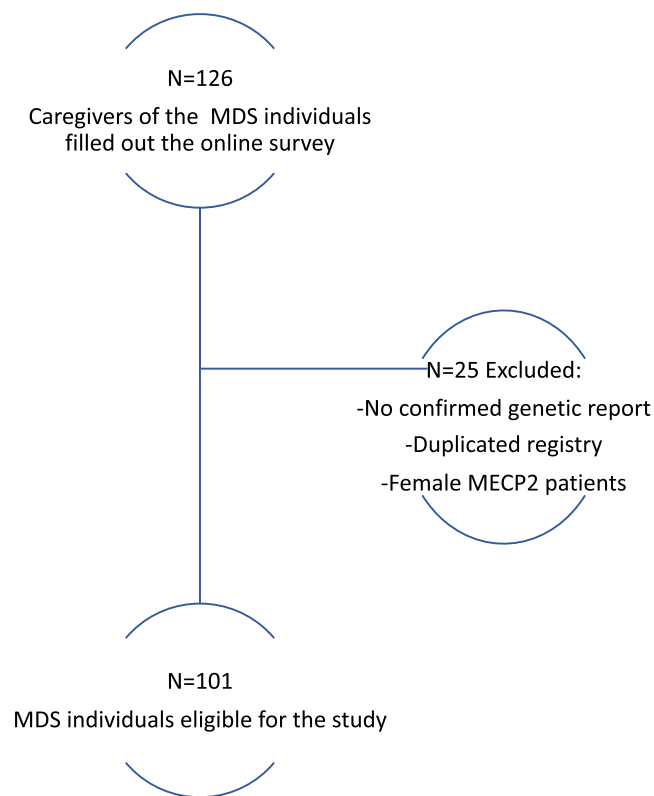 N=126
Caregivers of the MDS individuals
filled out the online survey
N=25 Excluded:
-No confirmed genetic report
-Duplicated registry
-Female MECP2 patients
N=101
MDS individuals eligible for the study